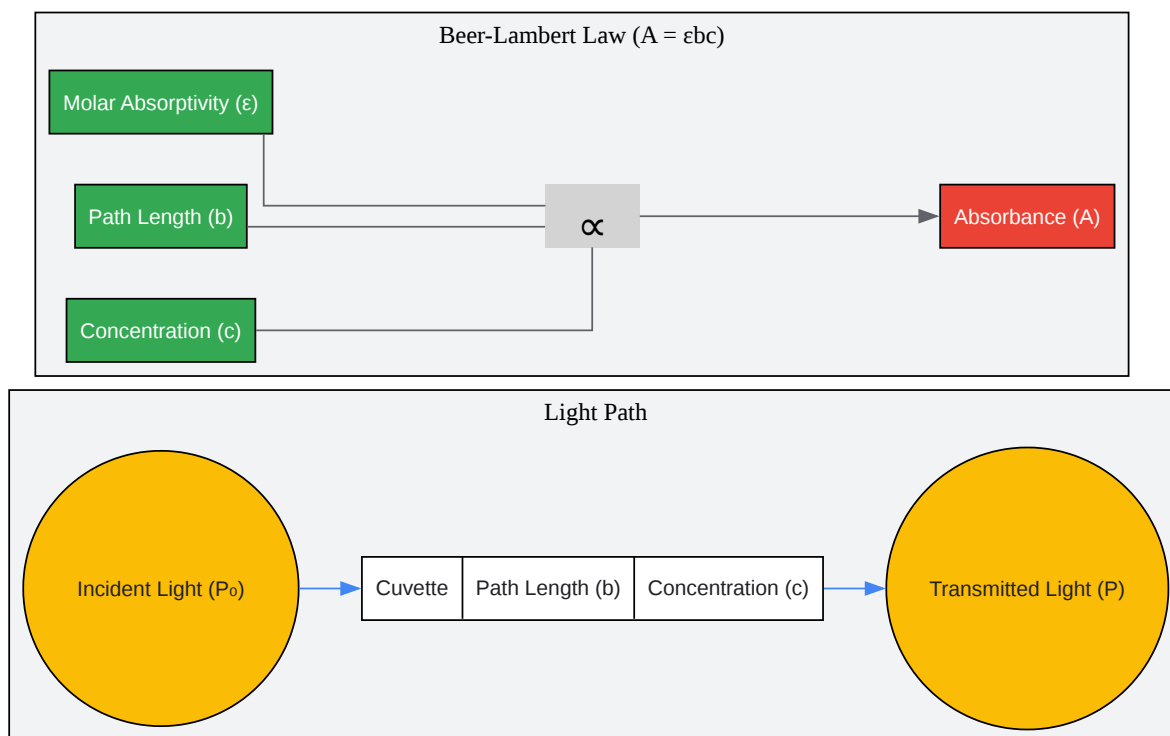 Beer-Lambert Law (A = εbc)
Molar Absorptivity (ε)
Path Length (b)
∝
Absorbance (A)
Concentration (c)
Light Path
Incident Light (P₀)
Cuvette
Path Length (b)
Concentration (c)
Transmitted Light (P)